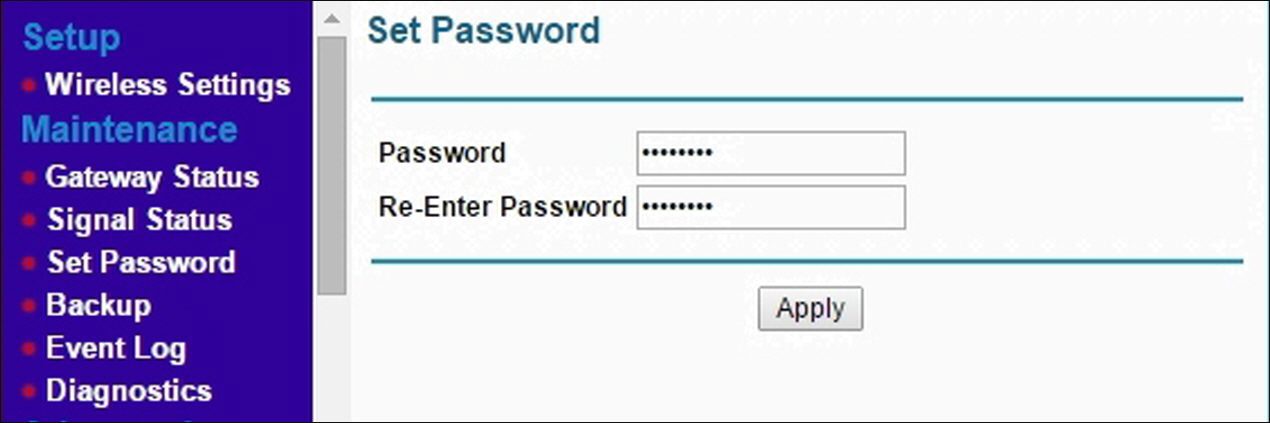 Setup
Wireless Settings
Maintenance
Gateway Status
Signal Status
Set Password
Backup
Event Log
Diagnostics
Set Password
Password ••••••••
Re-Enter Password ••••••••
Apply